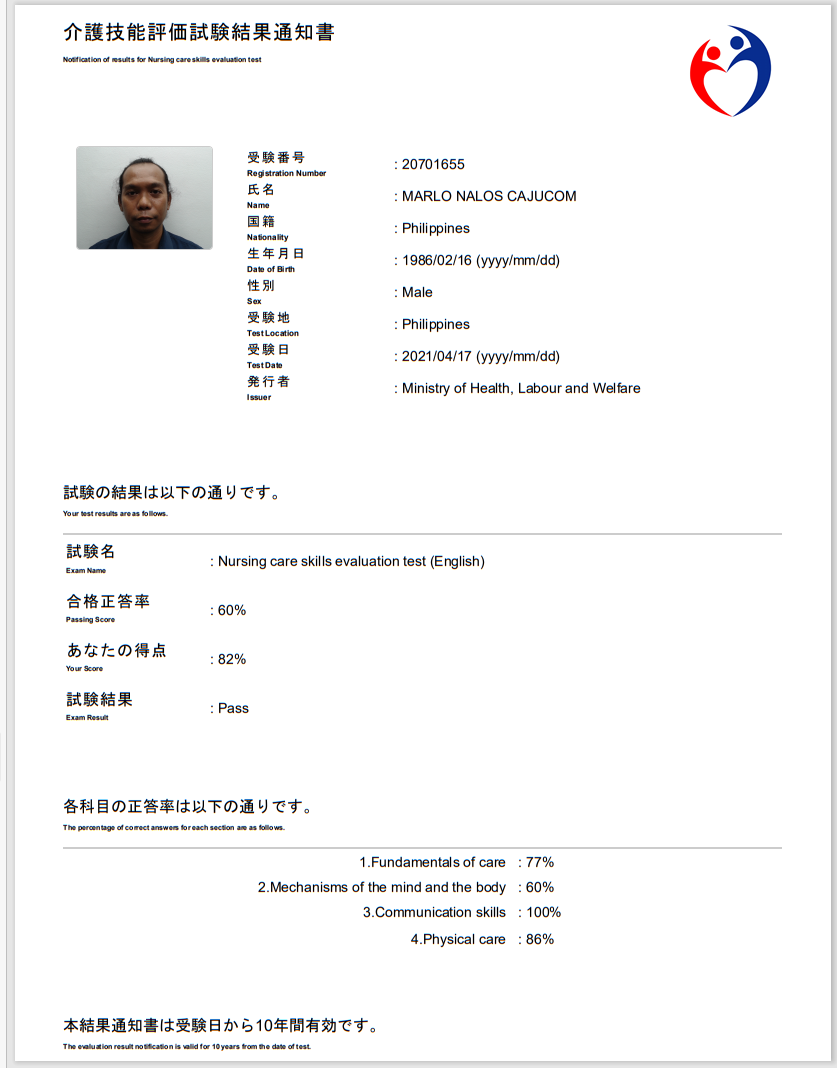 介護技能評価試験結果通知書
Notification of results for Nursing care skills evaluation test
受験番号
Registration Number
: 20701655
氏名
Name
: MARLO NALOS CAJUCOM
国籍
Nationality
: Philippines
生年月日
Date of Birth
: 1986/02/16 (yyyy/mm/dd)
性別
Sex
: Male
受験地
Test Location
: Philippines
受験日
Test Date
: 2021/04/17 (yyyy/mm/dd)
発行者
Issuer
: Ministry of Health, Labour and Welfare
試験の結果は以下の通りです。
Your test results are as follows.
試験名
Exam Name
: Nursing care skills evaluation test (English)
合格正答率
Passing Score
: 60%
あなたの得点
Your Score
: 82%
試験結果
Exam Result
: Pass
各科目の正答率は以下の通りです。
The percentage of correct answers for each section are as follows.
1.Fundamentals of care : 77%
2.Mechanisms of the mind and the body : 60%
3.Communication skills : 100%
4.Physical care : 86%
本結果通知書は受験日から10年間有効です。
The evaluation result notification is valid for 10 years from the date of test.